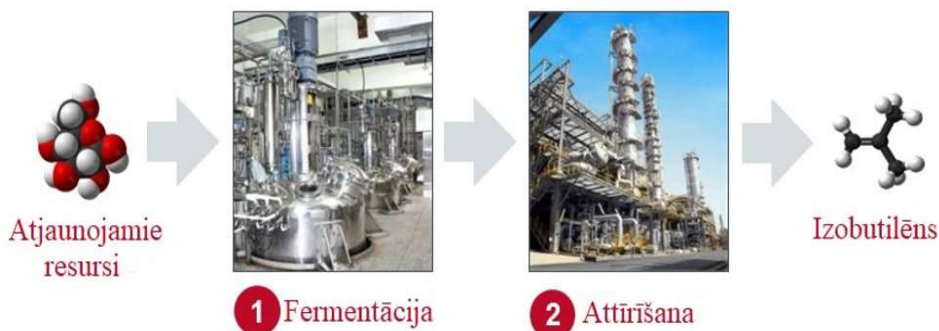 Atjaunojamie
resursi
1 Fermentācija
2 Attīrīšana
Izobutilēns